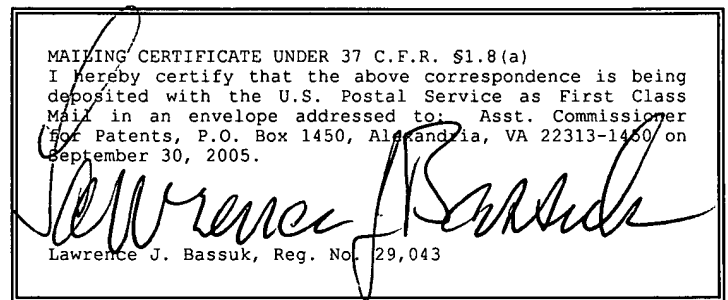 MAILING CERTIFICATE UNDER 37 C.F.R. §1.8(a)
I hereby certify that the above correspondence is being
deposited with the U.S. Postal Service as First Class
Mail in an envelope addressed to: Asst. Commissioner
for Patents, P.O. Box 1450, Alexandria, VA 22313-1450 on
September 30, 2005.
Lawrence J Bassuk
Lawrence J. Bassuk, Reg. No. 29,043